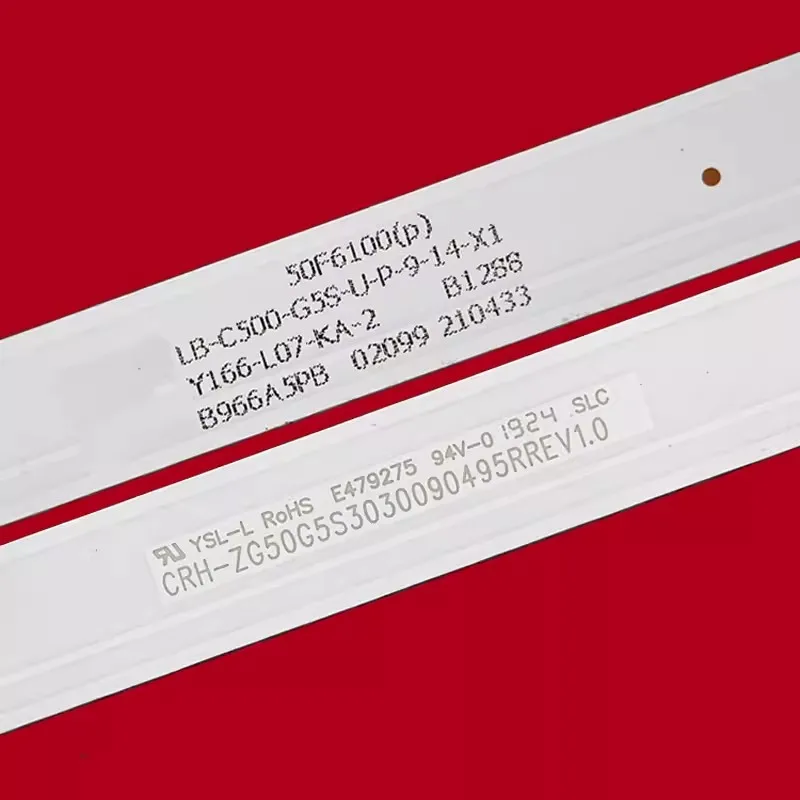 50F6100(p)
LB-C500-G5S-U-P-9-14-X1
Y166-L07-KA-2 B1288
B966A5PB 02099 210433
YSL-L RoHS E479275 94V-0 1924 SLC
CRH-ZG50G5S3030090495RREV1.0